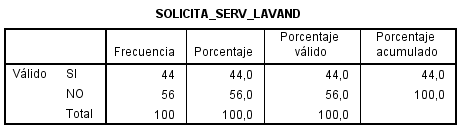 SOLICITA_SERV_LAVAND
Frecuencia Porcentaje Porcentaje válido Porcentaje acumulado
Válido SI 44 44,0 44,0 44,0
NO 56 56,0 56,0 100,0
Total 100 100,0 100,0